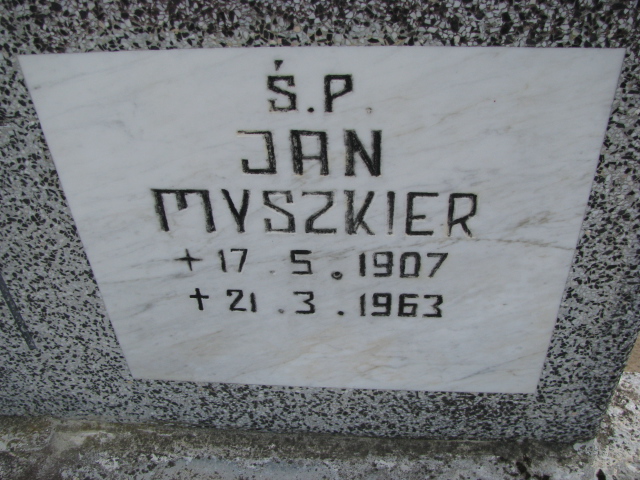 Ś.P.
JAN
MYSZKIER
+ 17.5.1907
+ 21.3.1963